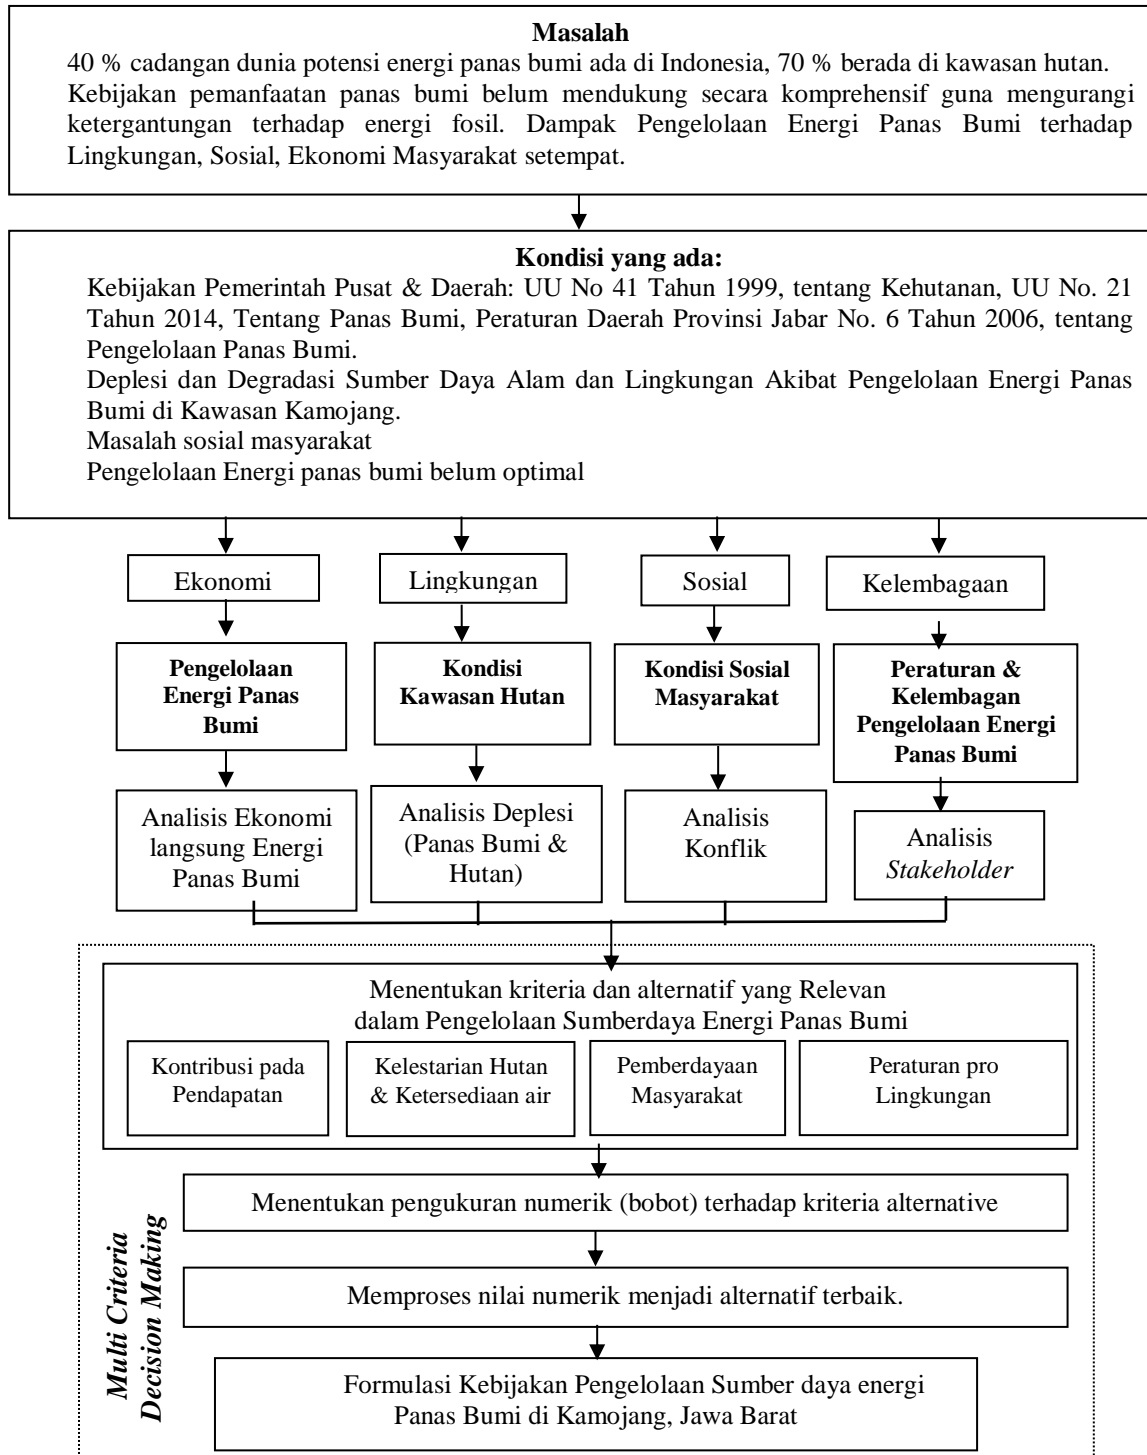 Masalah
40 % cadangan dunia potensi energi panas bumi ada di Indonesia, 70 % berada di kawasan hutan.
Kebijakan pemanfaatan panas bumi belum mendukung secara komprehensif guna mengurangi
ketergantungan terhadap energi fosil. Dampak Pengelolaan Energi Panas Bumi terhadap
Lingkungan, Sosial, Ekonomi Masyarakat setempat.
Kondisi yang ada:
Kebijakan Pemerintah Pusat & Daerah: UU No 41 Tahun 1999, tentang Kehutanan, UU No. 21
Tahun 2014, Tentang Panas Bumi, Peraturan Daerah Provinsi Jabar No. 6 Tahun 2006, tentang
Pengelolaan Panas Bumi.
Deplesi dan Degradasi Sumber Daya Alam dan Lingkungan Akibat Pengelolaan Energi Panas
Bumi di Kawasan Kamojang.
Masalah sosial masyarakat
Pengelolaan Energi panas bumi belum optimal
Ekonomi
Lingkungan
Sosial
Kelembagaan
Pengelolaan
Energi Panas
Bumi
Kondisi
Kawasan Hutan
Kondisi Sosial
Masyarakat
Peraturan &
Kelembagan
Pengelolaan Energi
Panas Bumi
Analisis Ekonomi
langsung Energi
Panas Bumi
Analisis Deplesi
(Panas Bumi &
Hutan)
Analisis
Konflik
Analisis
Stakeholder
Menentukan kriteria dan alternatif yang Relevan
dalam Pengelolaan Sumberdaya Energi Panas Bumi
Kontribusi pada
Pendapatan
Kelestarian Hutan
& Ketersediaan air
Pemberdayaan
Masyarakat
Peraturan pro
Lingkungan
Menentukan pengukuran numerik (bobot) terhadap kriteria alternative
Memproses nilai numerik menjadi alternatif terbaik.
Formulasi Kebijakan Pengelolaan Sumber daya energi
Panas Bumi di Kamojang, Jawa Barat
Multi Criteria
Decision Making